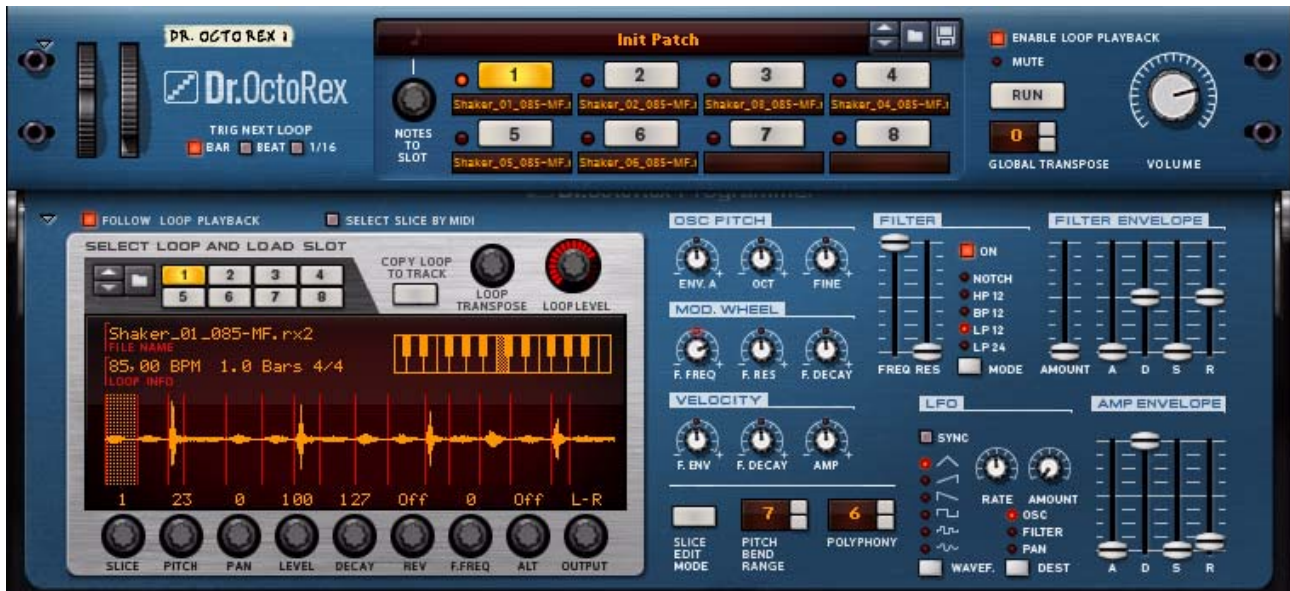 DR. OCTO REX 1
Dr.OctoRex
TRIG NEXT LOOP
BAR BEAT 1/16
Init Patch
NOTES TO SLOT
1 2 3 4
Shaker_01_085-MF.r Shaker_02_085-MF.r Shaker_03_085-MF.r Shaker_04_085-MF.r
5 6 7 8
Shaker_05_085-MF.r Shaker_06_085-MF.r
ENABLE LOOP PLAYBACK
MUTE
RUN
0
GLOBAL TRANSPOSE
VOLUME
FOLLOW LOOP PLAYBACK
SELECT SLICE BY MIDI
SELECT LOOP AND LOAD SLOT
1 2 3 4
5 6 7 8
COPY LOOP
TO TRACK
LOOP
TRANSPOSE
LOOP LEVEL
Shaker_01_085-MF.rx2
FILE NAME
85,00 BPM 1.0 Bars 4/4
LOOP INFO
1 23 0 100 127 Off 0 Off L-R
SLICE PITCH PAN LEVEL DECAY REV F.FREQ ALT OUTPUT
OSC PITCH
ENV. A OCT FINE
MOD. WHEEL
F. FREQ F. RES F. DECAY
VELOCITY
F. ENV F. DECAY AMP
SLICE
EDIT
MODE
7
PITCH
BEND
RANGE
6
POLYPHONY
FILTER
FREQ RES
ON
NOTCH
HP 12
BP 12
LP 12
LP 24
MODE
FILTER ENVELOPE
AMOUNT A D S R
LFO
SYNC
RATE AMOUNT
OSC
FILTER
PAN
WAVEF. DEST
AMP ENVELOPE
A D S R